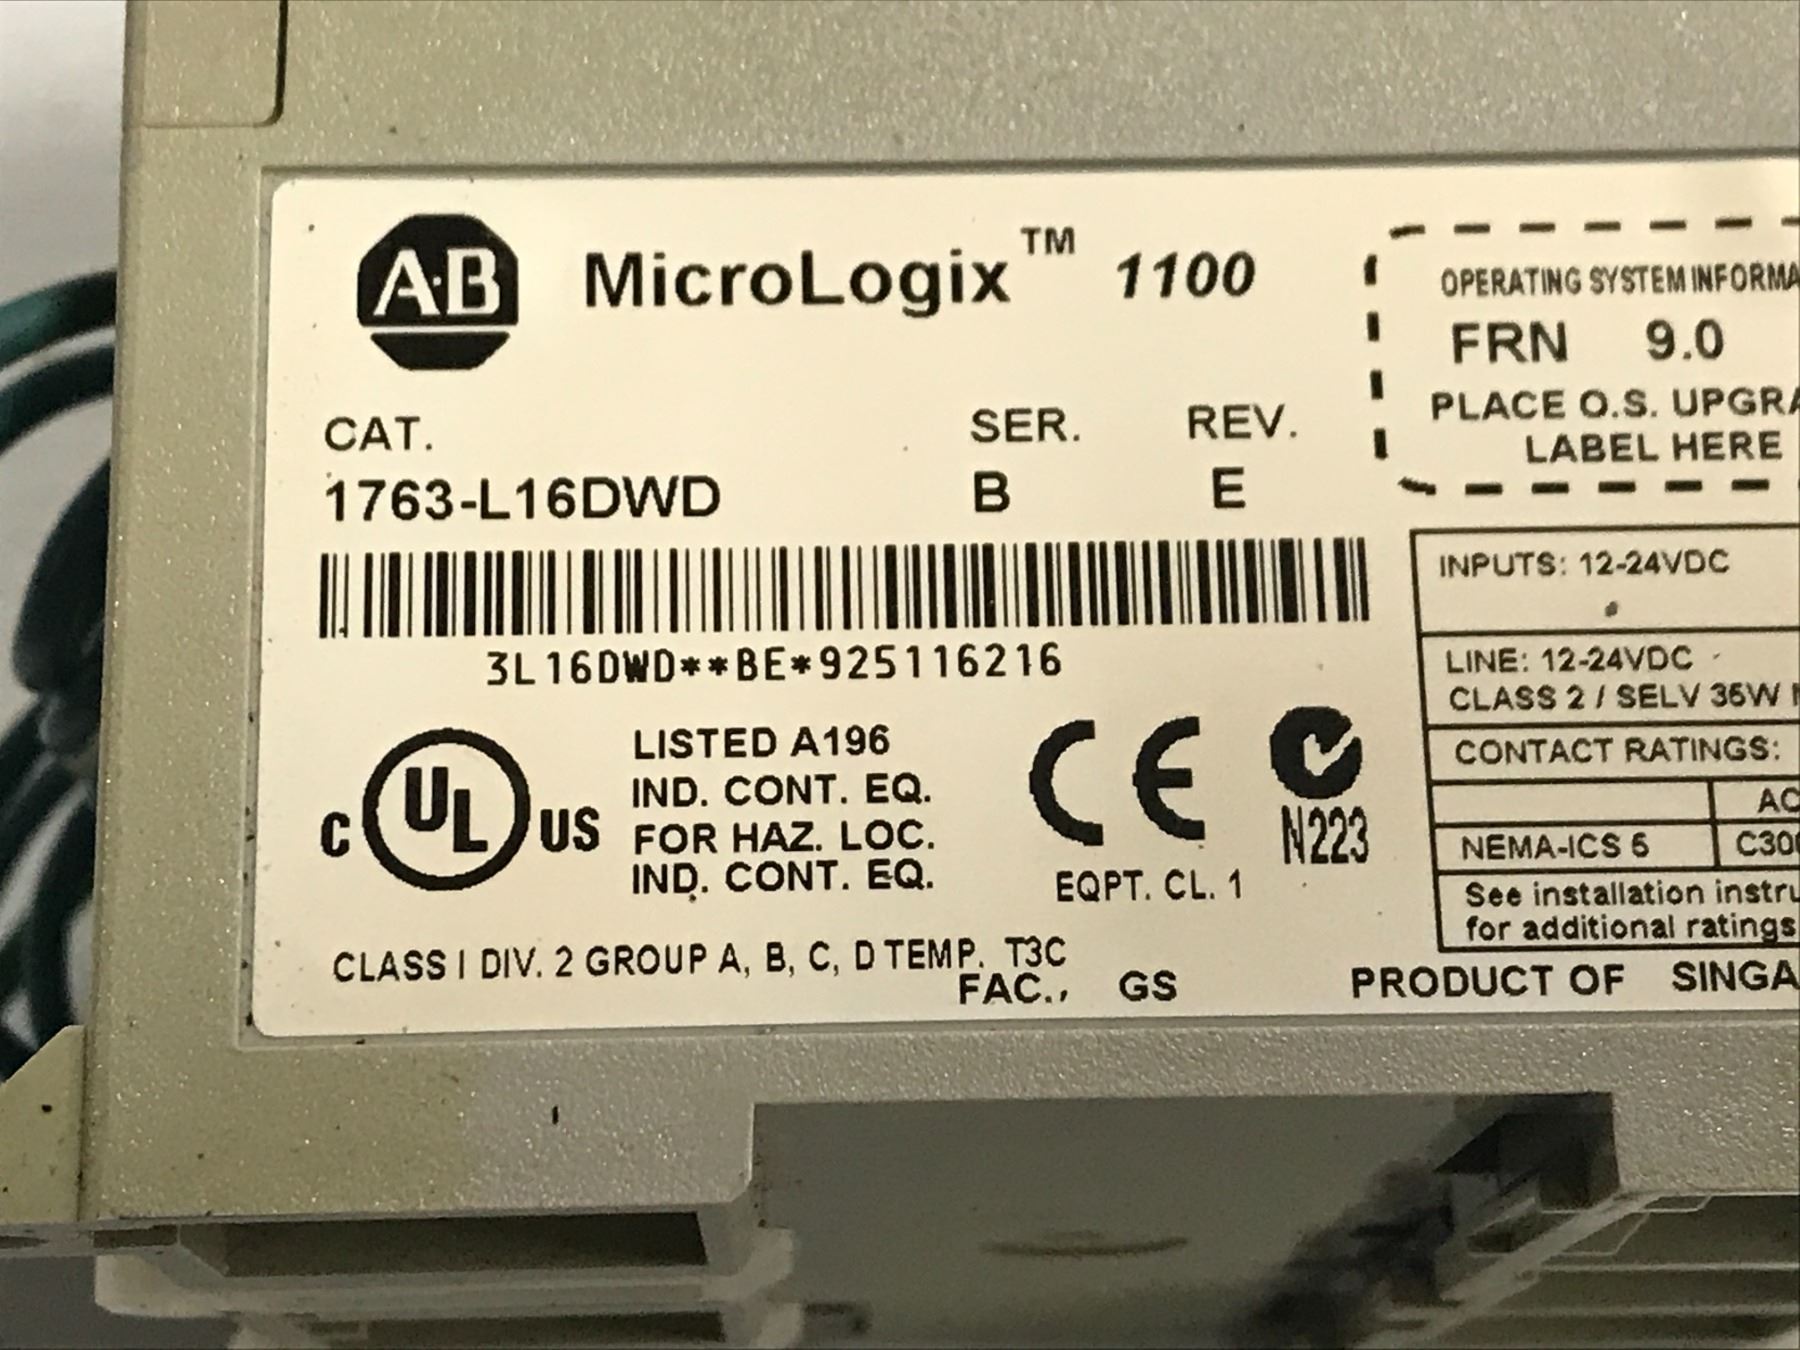 A·B MicroLogix™ 1100
CAT. SER. REV.
1763-L16DWD B E
3L16DWD**BE*925116216
C UL US
LISTED A196
IND. CONT. EQ.
FOR HAZ. LOC.
IND. CONT. EQ.
CE
EQPT. CL. 1
N223
CLASS I DIV. 2 GROUP A, B, C, D TEMP. T3C
FAC., GS
OPERATING SYSTEM INFORMA
FRN 9.0
PLACE O.S. UPGRA
LABEL HERE
INPUTS: 12-24VDC
LINE: 12-24VDC
CLASS 2 / SELV 35W
CONTACT RATINGS:
AC
NEMA-ICS 5 C300
See installation instru
for additional ratings
PRODUCT OF SINGA